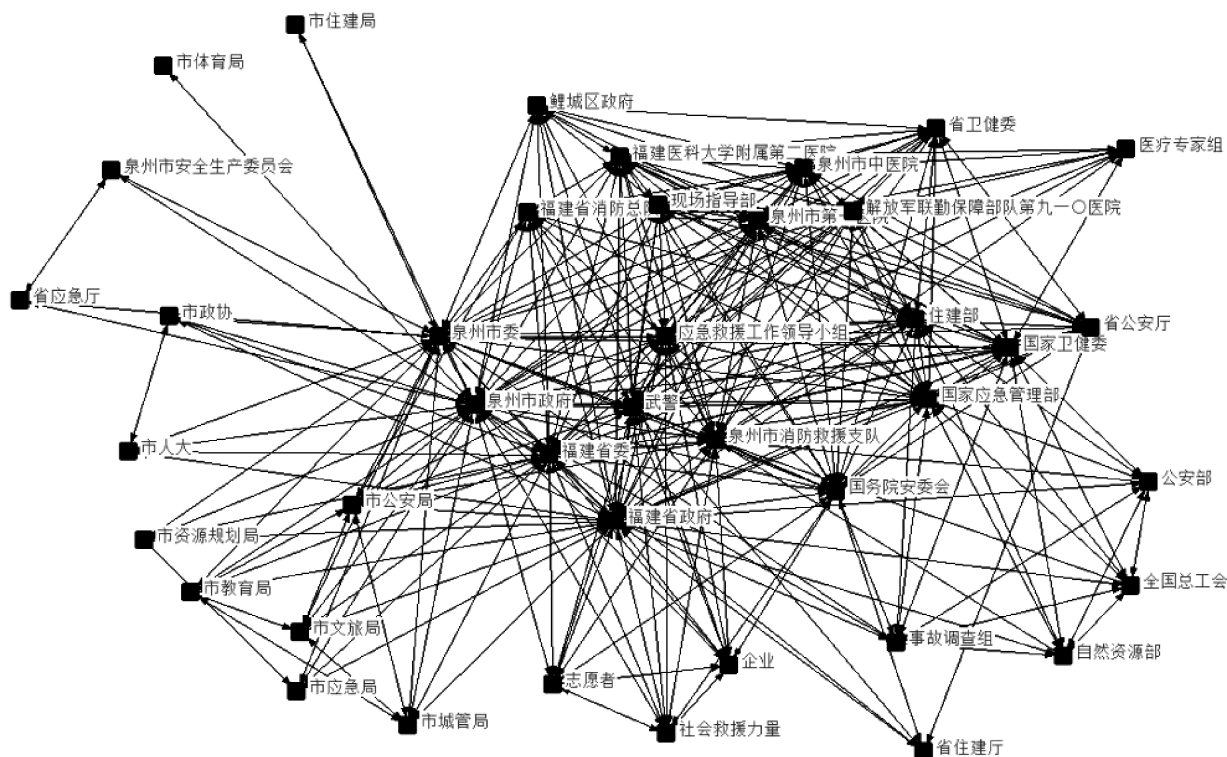 市住建局
市体育局
鲤城区政府
省卫健委
医疗专家组
福建医科大学附属第二医院
泉州市中医院
泉州市安全生产委员会
现场指导部
解放军联勤保障部队第九一〇医院
福建省消防总队
泉州市第一医院
省应急厅
市政协
住建部
省公安厅
泉州市委
应急救援工作领导小组
国家卫健委
国家应急管理部
泉州市政府
武警
泉州市消防救援支队
市人大
福建省委
公安部
国务院安委会
市公安局
福建省政府
市资源规划局
全国总工会
市教育局
市文旅局
事故调查组
自然资源部
企业
志愿者
市应急局
市城管局
社会救援力量
省住建厅